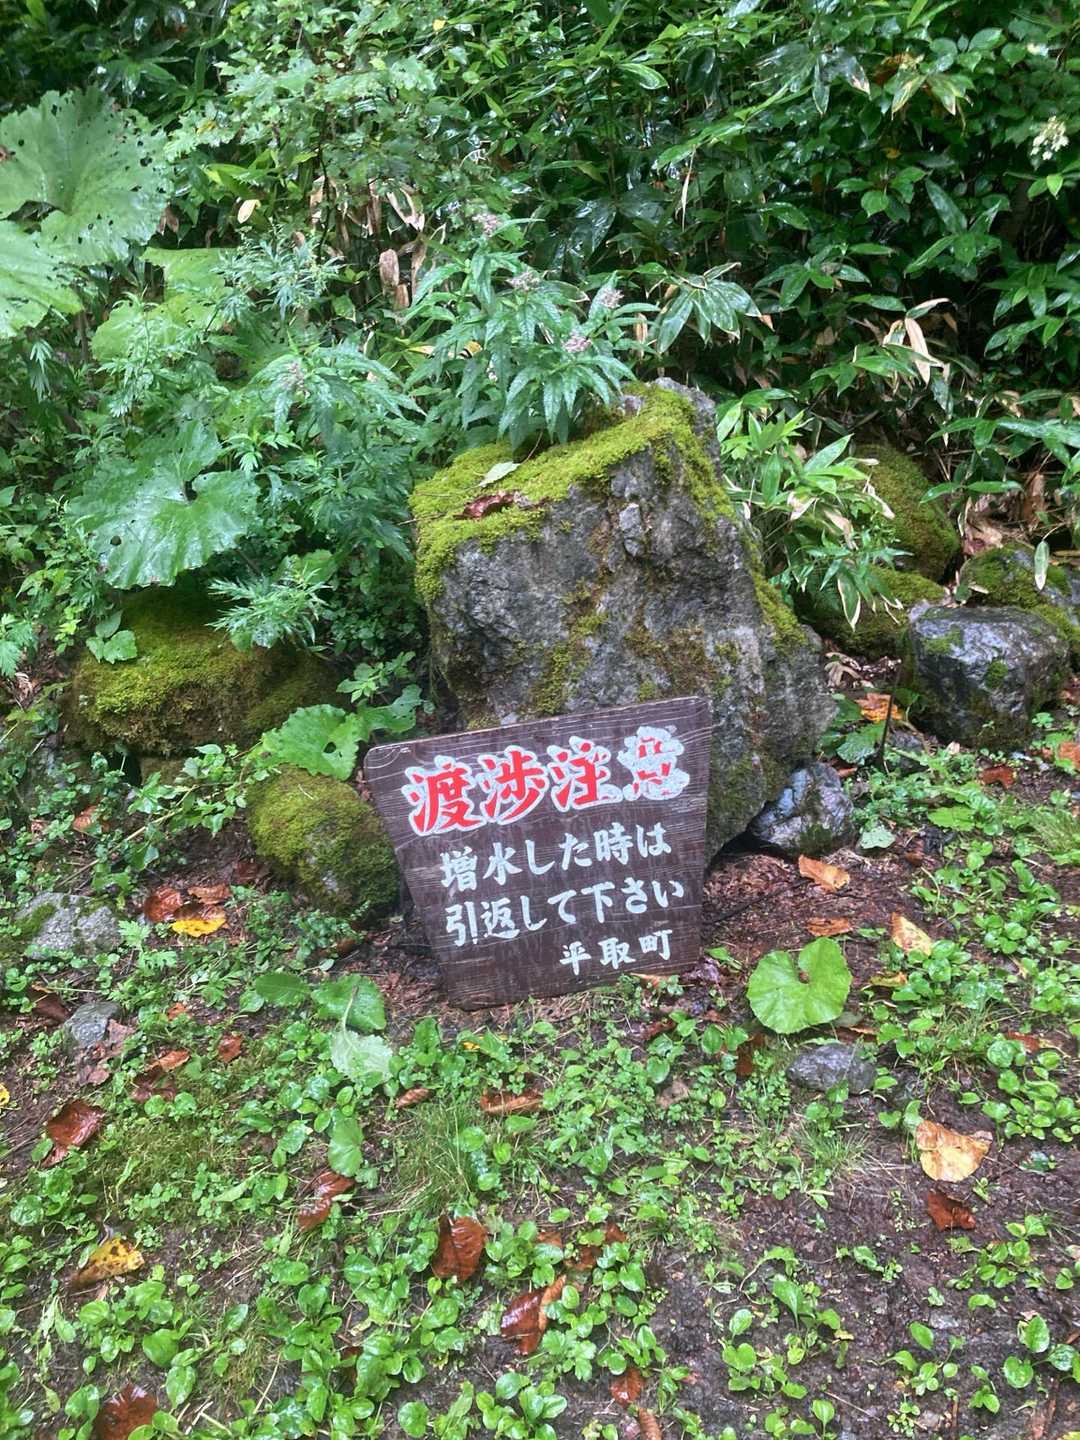 渡渉注意
増水した時は
引返して下さい
平取町